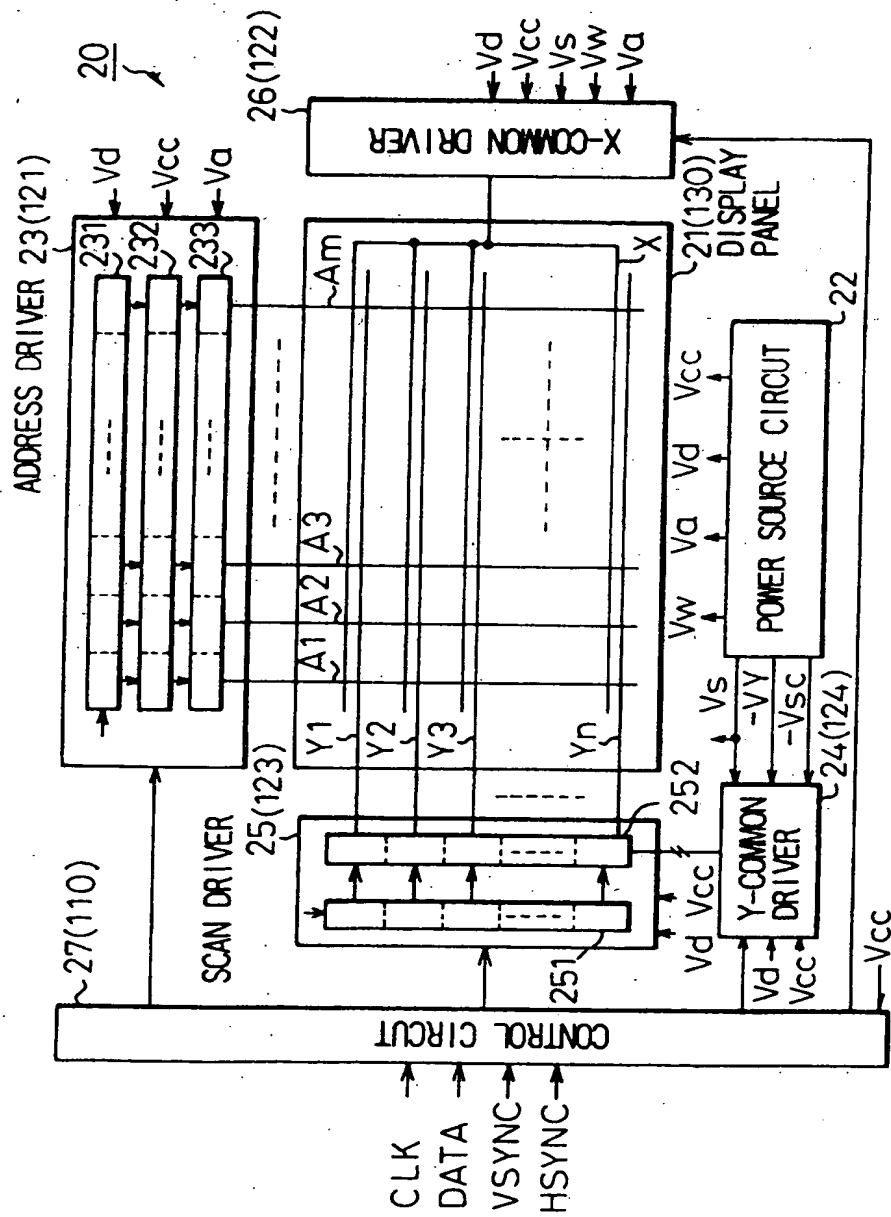 20
ADDRESS DRIVER 23(121)
231
232
233
Vd
Vcc
Va
26(122)
X-COMMON DRIVER
Vd
Vcc
Vs
Vw
Va
Am
A3
A2
A1
X
21(130)
DISPLAY
PANEL
Y1
Y2
Y3
Yn
25(123)
SCAN DRIVER
251
252
Vd
Vcc
27(110)
CONTROL CIRCUT
CLK
DATA
VSYNC
HSYNC
Vcc
22
POWER SOURCE CIRCUT
Vw
Va
Vd
Vcc
Vs
-VY
-Vsc
24(124)
Y-COMMON
DRIVER
Vd
Vcc